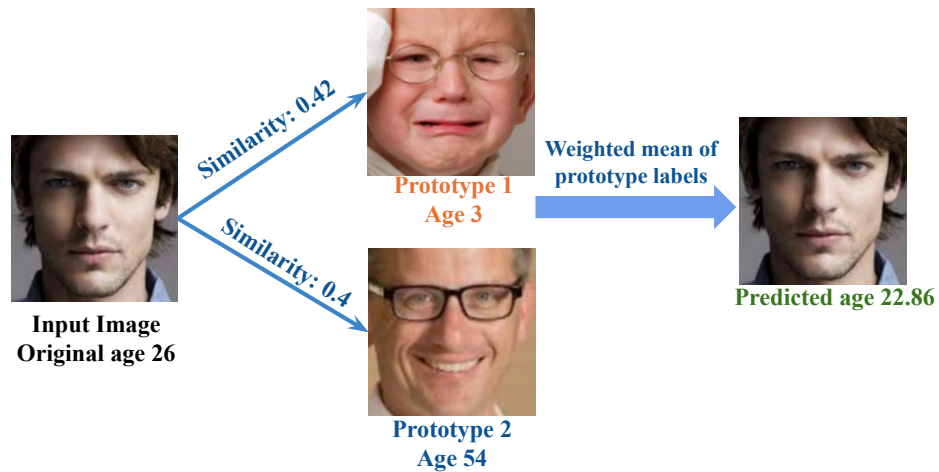 Similarity: 0.42
Prototype 1
Age 3
Weighted mean of
prototype labels
Similarity: 0.4
Input Image
Original age 26
Predicted age 22.86
Prototype 2
Age 54